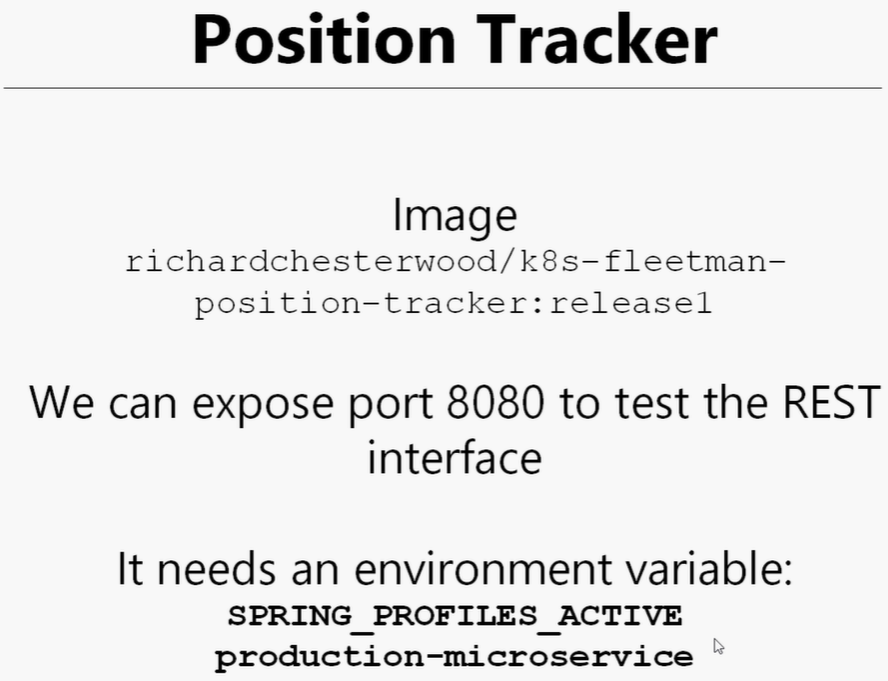 Position Tracker
Image
richardchesterwood/k8s-fleetman-
position-tracker:release1
We can expose port 8080 to test the REST
interface
It needs an environment variable:
SPRING_PROFILES_ACTIVE
production-microservice